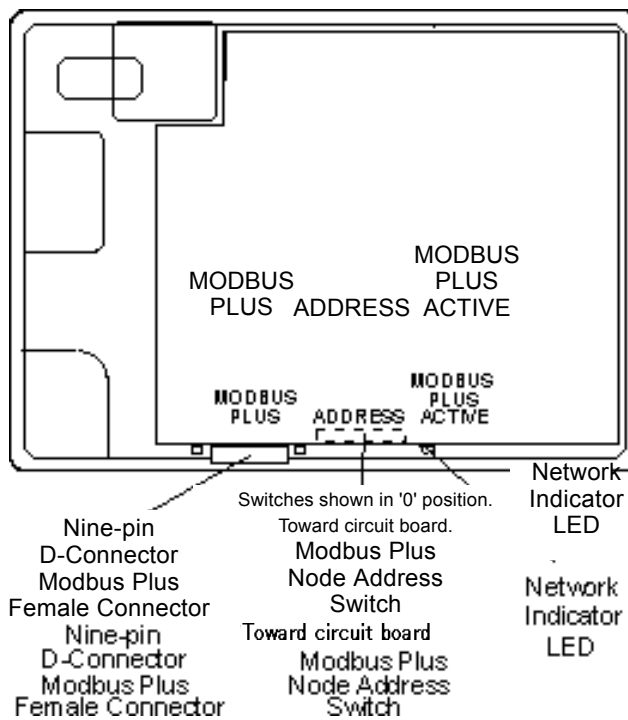 MODBUS
PLUS
ADDRESS
MODBUS
PLUS
ACTIVE
MODBUS
PLUS
ADDRESS
MODBUS
PLUS
ACTIVE
Nine-pin
D-Connector
Modbus Plus
Female Connector
Nine-pin
D-Connector
Modbus Plus
Female Connector
Switches shown in '0' position.
Toward circuit board.
Modbus Plus
Node Address
Switch
Toward circuit board
Modbus Plus
Node Address
Switch
Network
Indicator
LED
Network
Indicator
LED